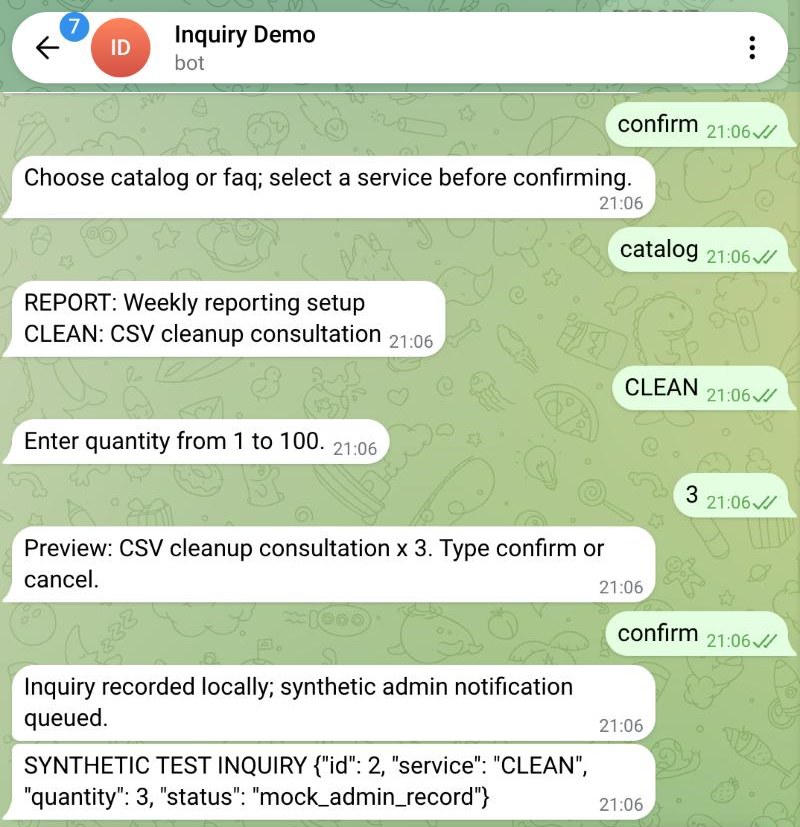 7
ID
Inquiry Demo
bot
confirm 21:06
Choose catalog or faq; select a service before confirming.
21:06
catalog 21:06
REPORT: Weekly reporting setup
CLEAN: CSV cleanup consultation 21:06
CLEAN 21:06
Enter quantity from 1 to 100. 21:06
3 21:06
Preview: CSV cleanup consultation x 3. Type confirm or
cancel.
21:06
confirm 21:06
Inquiry recorded locally; synthetic admin notification
queued.
21:06
SYNTHETIC TEST INQUIRY {"id": 2, "service": "CLEAN",
"quantity": 3, "status": "mock_admin_record"}
21:06